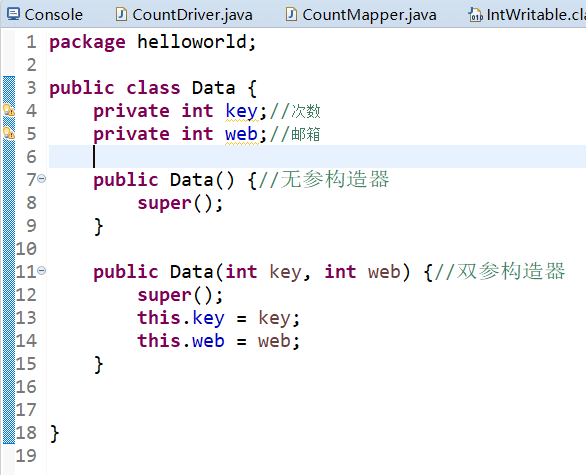 Console CountDriver.java CountMapper.java IntWritable.cla
1 package helloworld;
2
3 public class Data {
4 private int key;//次数
5 private int web;//邮箱
6
7 public Data() {//无参构造器
8 super();
9 }
10
11 public Data(int key, int web) {//双参构造器
12 super();
13 this.key = key;
14 this.web = web;
15 }
16
17
18 }
19